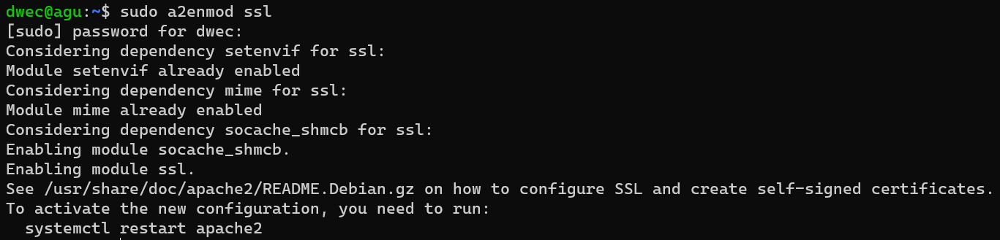 dwec@agu:~$ sudo a2enmod ssl
[sudo] password for dwec:
Considering dependency setenvif for ssl:
Module setenvif already enabled
Considering dependency mime for ssl:
Module mime already enabled
Considering dependency socache_shmcb for ssl:
Enabling module socache_shmcb.
Enabling module ssl.
See /usr/share/doc/apache2/README.Debian.gz on how to configure SSL and create self-signed certificates.
To activate the new configuration, you need to run:
  systemctl restart apache2